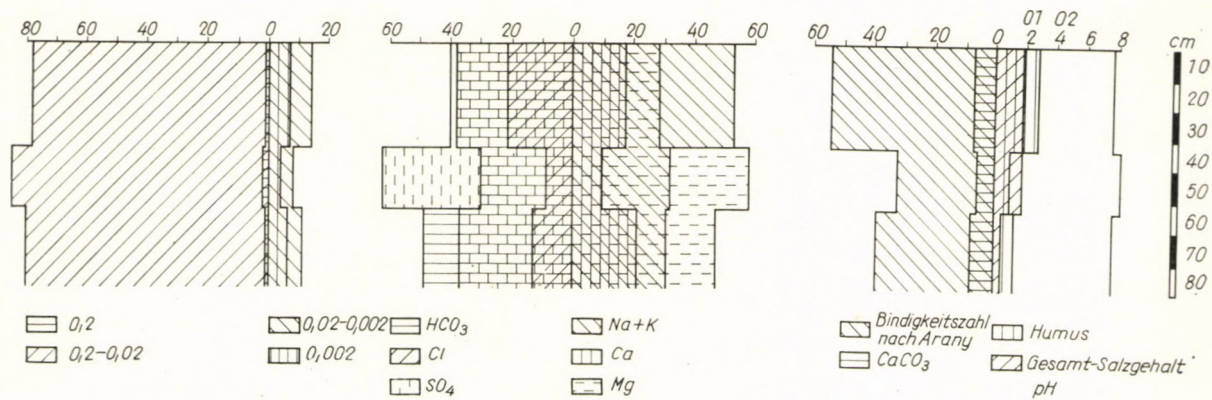 80 60 40 20 0 20
60 40 20 0 20 40 60
01 02
60 40 20 0 2 4 8
cm
10
20
30
40
50
60
70
80
0,2
0,2-0,02
0,02-0,002
0,002
HCO3
Cl
SO4
Na+K
Ca
Mg
Bindigkeitszahl
nach Arany
CaCO3
Humus
Gesamt-Salzgehalt
pH